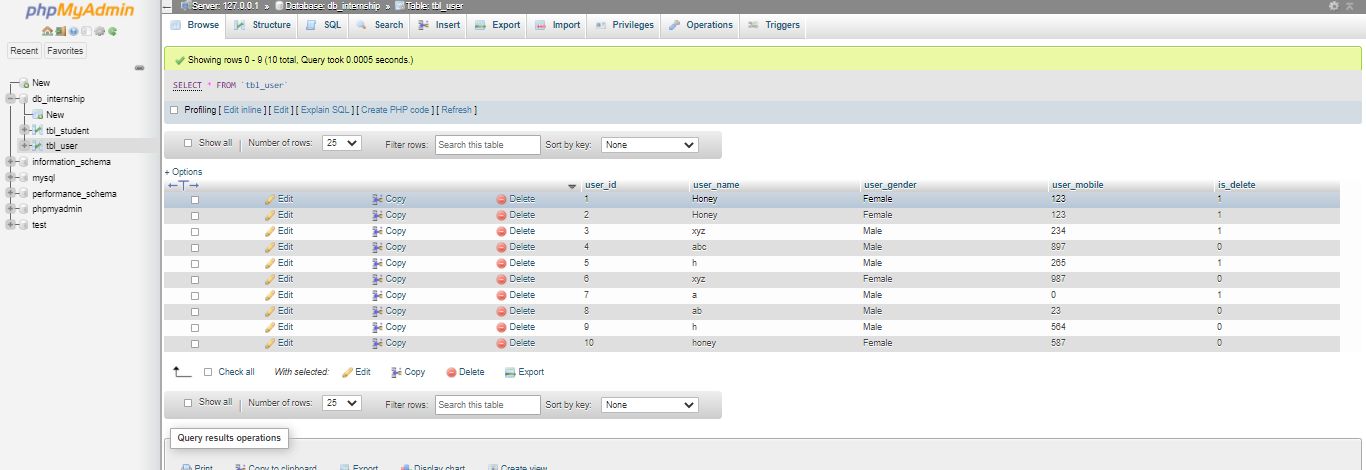 phpMyAdmin
Recent Favorites
New
db_internship
New
tbl_student
tbl_user
information_schema
mysql
performance_schema
phpmyadmin
test
Server: 127.0.0.1 » Database: db_internship » Table: tbl_user
Browse Structure SQL Search Insert Export Import Privileges Operations Triggers
Showing rows 0 - 9 (10 total, Query took 0.0005 seconds.)
SELECT * FROM `tbl_user`
Profiling [ Edit inline ] [ Edit ] [ Explain SQL ] [ Create PHP code ] [ Refresh ]
Show all | Number of rows: 25 Filter rows: Search this table Sort by key: None
+ Options
←T→ user_id user_name user_gender user_mobile is_delete
Edit Copy Delete 1 Honey Female 123 1
Edit Copy Delete 2 Honey Female 123 1
Edit Copy Delete 3 xyz Male 234 1
Edit Copy Delete 4 abc Male 897 0
Edit Copy Delete 5 h Male 265 1
Edit Copy Delete 6 xyz Female 987 0
Edit Copy Delete 7 a Male 0 1
Edit Copy Delete 8 ab Male 23 0
Edit Copy Delete 9 h Male 564 0
Edit Copy Delete 10 honey Female 587 0
Check all With selected: Edit Copy Delete Export
Show all | Number of rows: 25 Filter rows: Search this table Sort by key: None
Query results operations
Print Copy to clipboard Export Display chart Create view